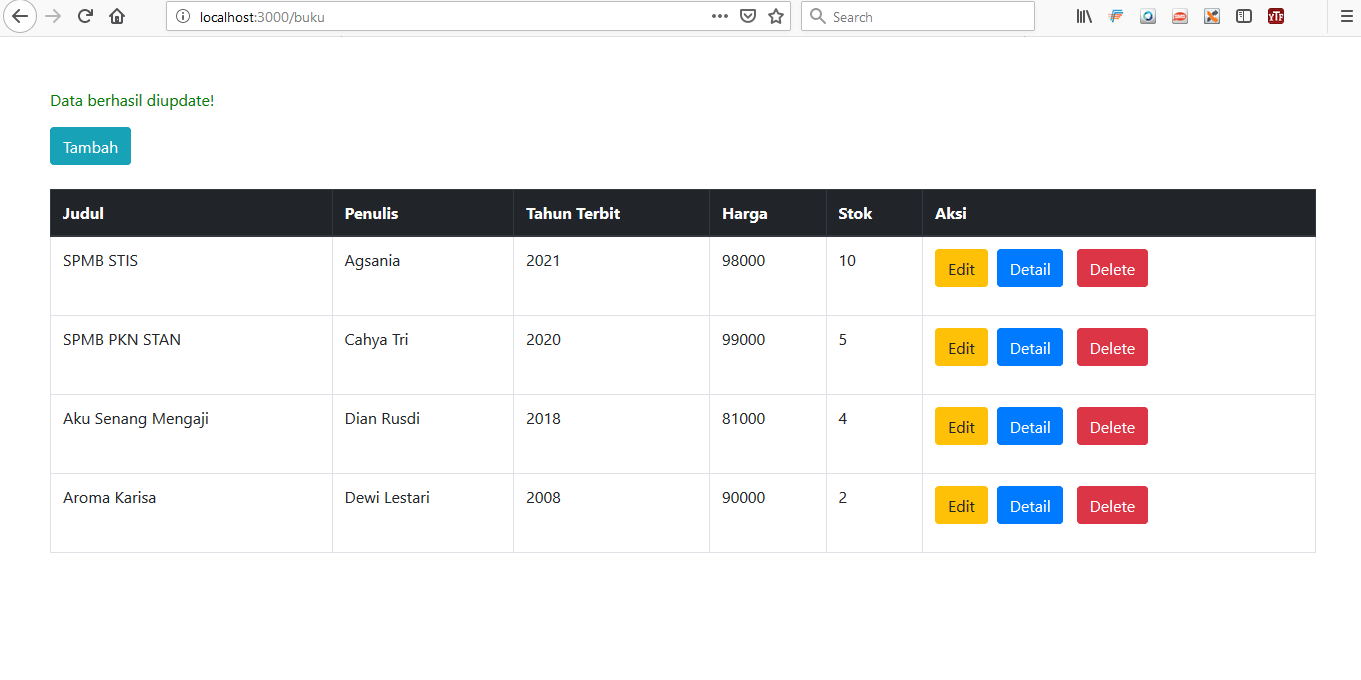 localhost:3000/buku Search
Data berhasil diupdate!
Tambah
Judul Penulis Tahun Terbit Harga Stok Aksi
SPMB STIS Agsania 2021 98000 10 Edit Detail Delete
SPMB PKN STAN Cahya Tri 2020 99000 5 Edit Detail Delete
Aku Senang Mengaji Dian Rusdi 2018 81000 4 Edit Detail Delete
Aroma Karisa Dewi Lestari 2008 90000 2 Edit Detail Delete